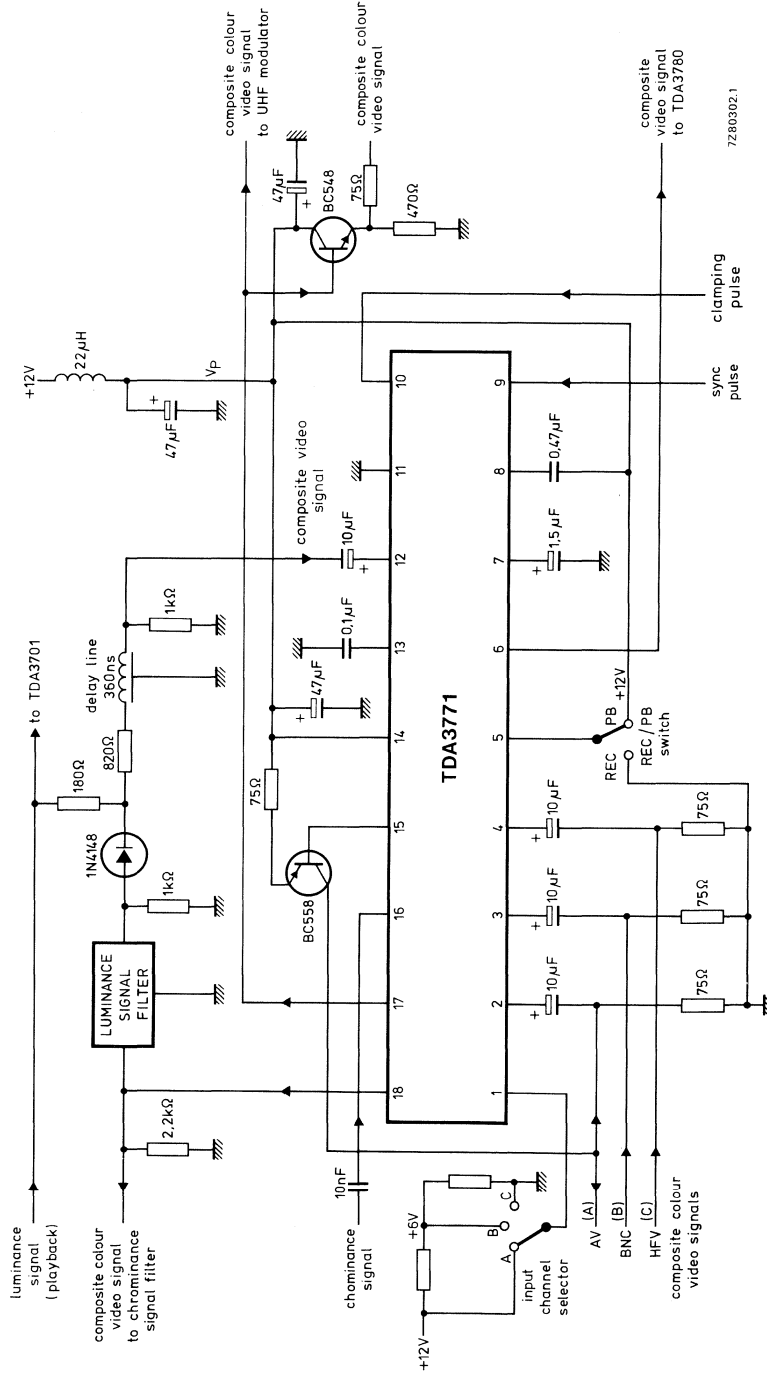 luminance
signal
(playback)
composite colour
video signal
to chrominance
signal filter
2,2kΩ
LUMINANCE
SIGNAL
FILTER
1kΩ
1N4148
180Ω
to TDA3701
820Ω
delay line
360ns
1kΩ
+12V
22µH
47µF
+
VP
composite colour
video signal
to UHF modulator
47µF
+
BC548
75Ω
composite colour
video signal
470Ω
chominance
signal
10nF
BC558
75Ω
+
47µF
0,1µF
composite video
signal
10µF
+
18
17
16
15
14
13
12
11
10
TDA3771
1
2
3
4
5
6
7
8
9
+12V
+6V
A
B
C
input
channel
selector
+
10µF
+
10µF
+
10µF
75Ω
75Ω
75Ω
REC
PB
+12V
REC/PB
switch
+
1,5µF
0,47µF
sync
pulse
clamping
pulse
AV (A)
BNC (B)
HFV (C)
composite colour
video signals
composite
video signal
to TDA3780
7Z80302.1